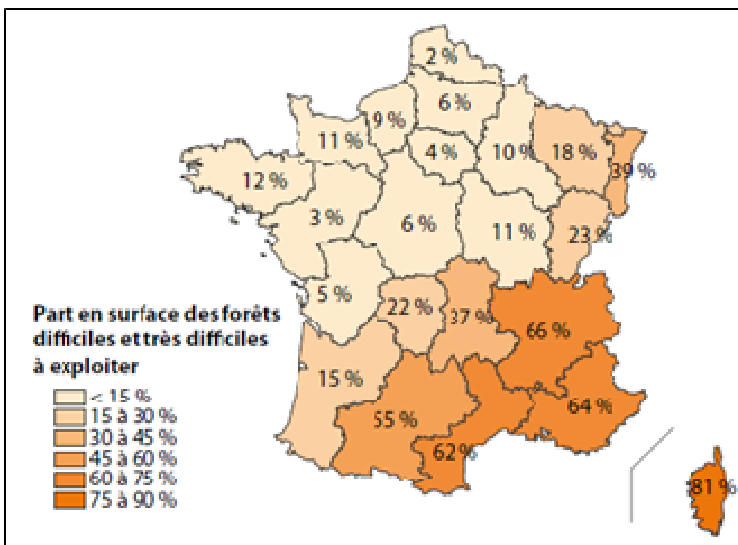 2 %
6 %
9 %
11 %
4 %
10 %
18 %
39 %
12 %
3 %
6 %
11 %
23 %
5 %
22 %
37 %
66 %
15 %
55 %
64 %
62 %
81 %
Part en surface des forêts
difficiles et très difficiles
à exploiter
< 15 %
15 à 30 %
30 à 45 %
45 à 60 %
60 à 75 %
75 à 90 %